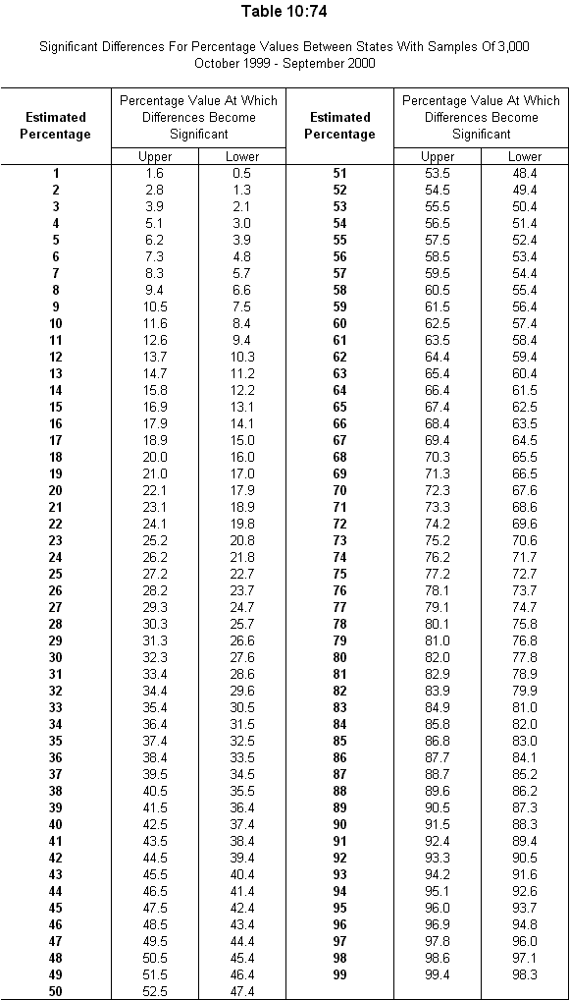 Table 10:74
Significant Differences For Percentage Values Between States With Samples Of 3,000
October 1999 - September 2000
Estimated Percentage | Percentage Value At Which Differences Become Significant | Estimated Percentage | Percentage Value At Which Differences Become Significant
Upper Lower Upper Lower
1 1.6 0.5 51 53.5 48.4
2 2.8 1.3 52 54.5 49.4
3 3.9 2.1 53 55.5 50.4
4 5.1 3.0 54 56.5 51.4
5 6.2 3.9 55 57.5 52.4
6 7.3 4.8 56 58.5 53.4
7 8.3 5.7 57 59.5 54.4
8 9.4 6.6 58 60.5 55.4
9 10.5 7.5 59 61.5 56.4
10 11.6 8.4 60 62.5 57.4
11 12.6 9.4 61 63.5 58.4
12 13.7 10.3 62 64.4 59.4
13 14.7 11.2 63 65.4 60.4
14 15.8 12.2 64 66.4 61.5
15 16.9 13.1 65 67.4 62.5
16 17.9 14.1 66 68.4 63.5
17 18.9 15.0 67 69.4 64.5
18 20.0 16.0 68 70.3 65.5
19 21.0 17.0 69 71.3 66.5
20 22.1 17.9 70 72.3 67.6
21 23.1 18.9 71 73.3 68.6
22 24.1 19.8 72 74.2 69.6
23 25.2 20.8 73 75.2 70.6
24 26.2 21.8 74 76.2 71.7
25 27.2 22.7 75 77.2 72.7
26 28.2 23.7 76 78.1 73.7
27 29.3 24.7 77 79.1 74.7
28 30.3 25.7 78 80.1 75.8
29 31.3 26.6 79 81.0 76.8
30 32.3 27.6 80 82.0 77.8
31 33.4 28.6 81 82.9 78.9
32 34.4 29.6 82 83.9 79.9
33 35.4 30.5 83 84.9 81.0
34 36.4 31.5 84 85.8 82.0
35 37.4 32.5 85 86.8 83.0
36 38.4 33.5 86 87.7 84.1
37 39.5 34.5 87 88.7 85.2
38 40.5 35.5 88 89.6 86.2
39 41.5 36.4 89 90.5 87.3
40 42.5 37.4 90 91.5 88.3
41 43.5 38.4 91 92.4 89.4
42 44.5 39.4 92 93.3 90.5
43 45.5 40.4 93 94.2 91.6
44 46.5 41.4 94 95.1 92.6
45 47.5 42.4 95 96.0 93.7
46 48.5 43.4 96 96.9 94.8
47 49.5 44.4 97 97.8 96.0
48 50.5 45.4 98 98.6 97.1
49 51.5 46.4 99 99.4 98.3
50 52.5 47.4